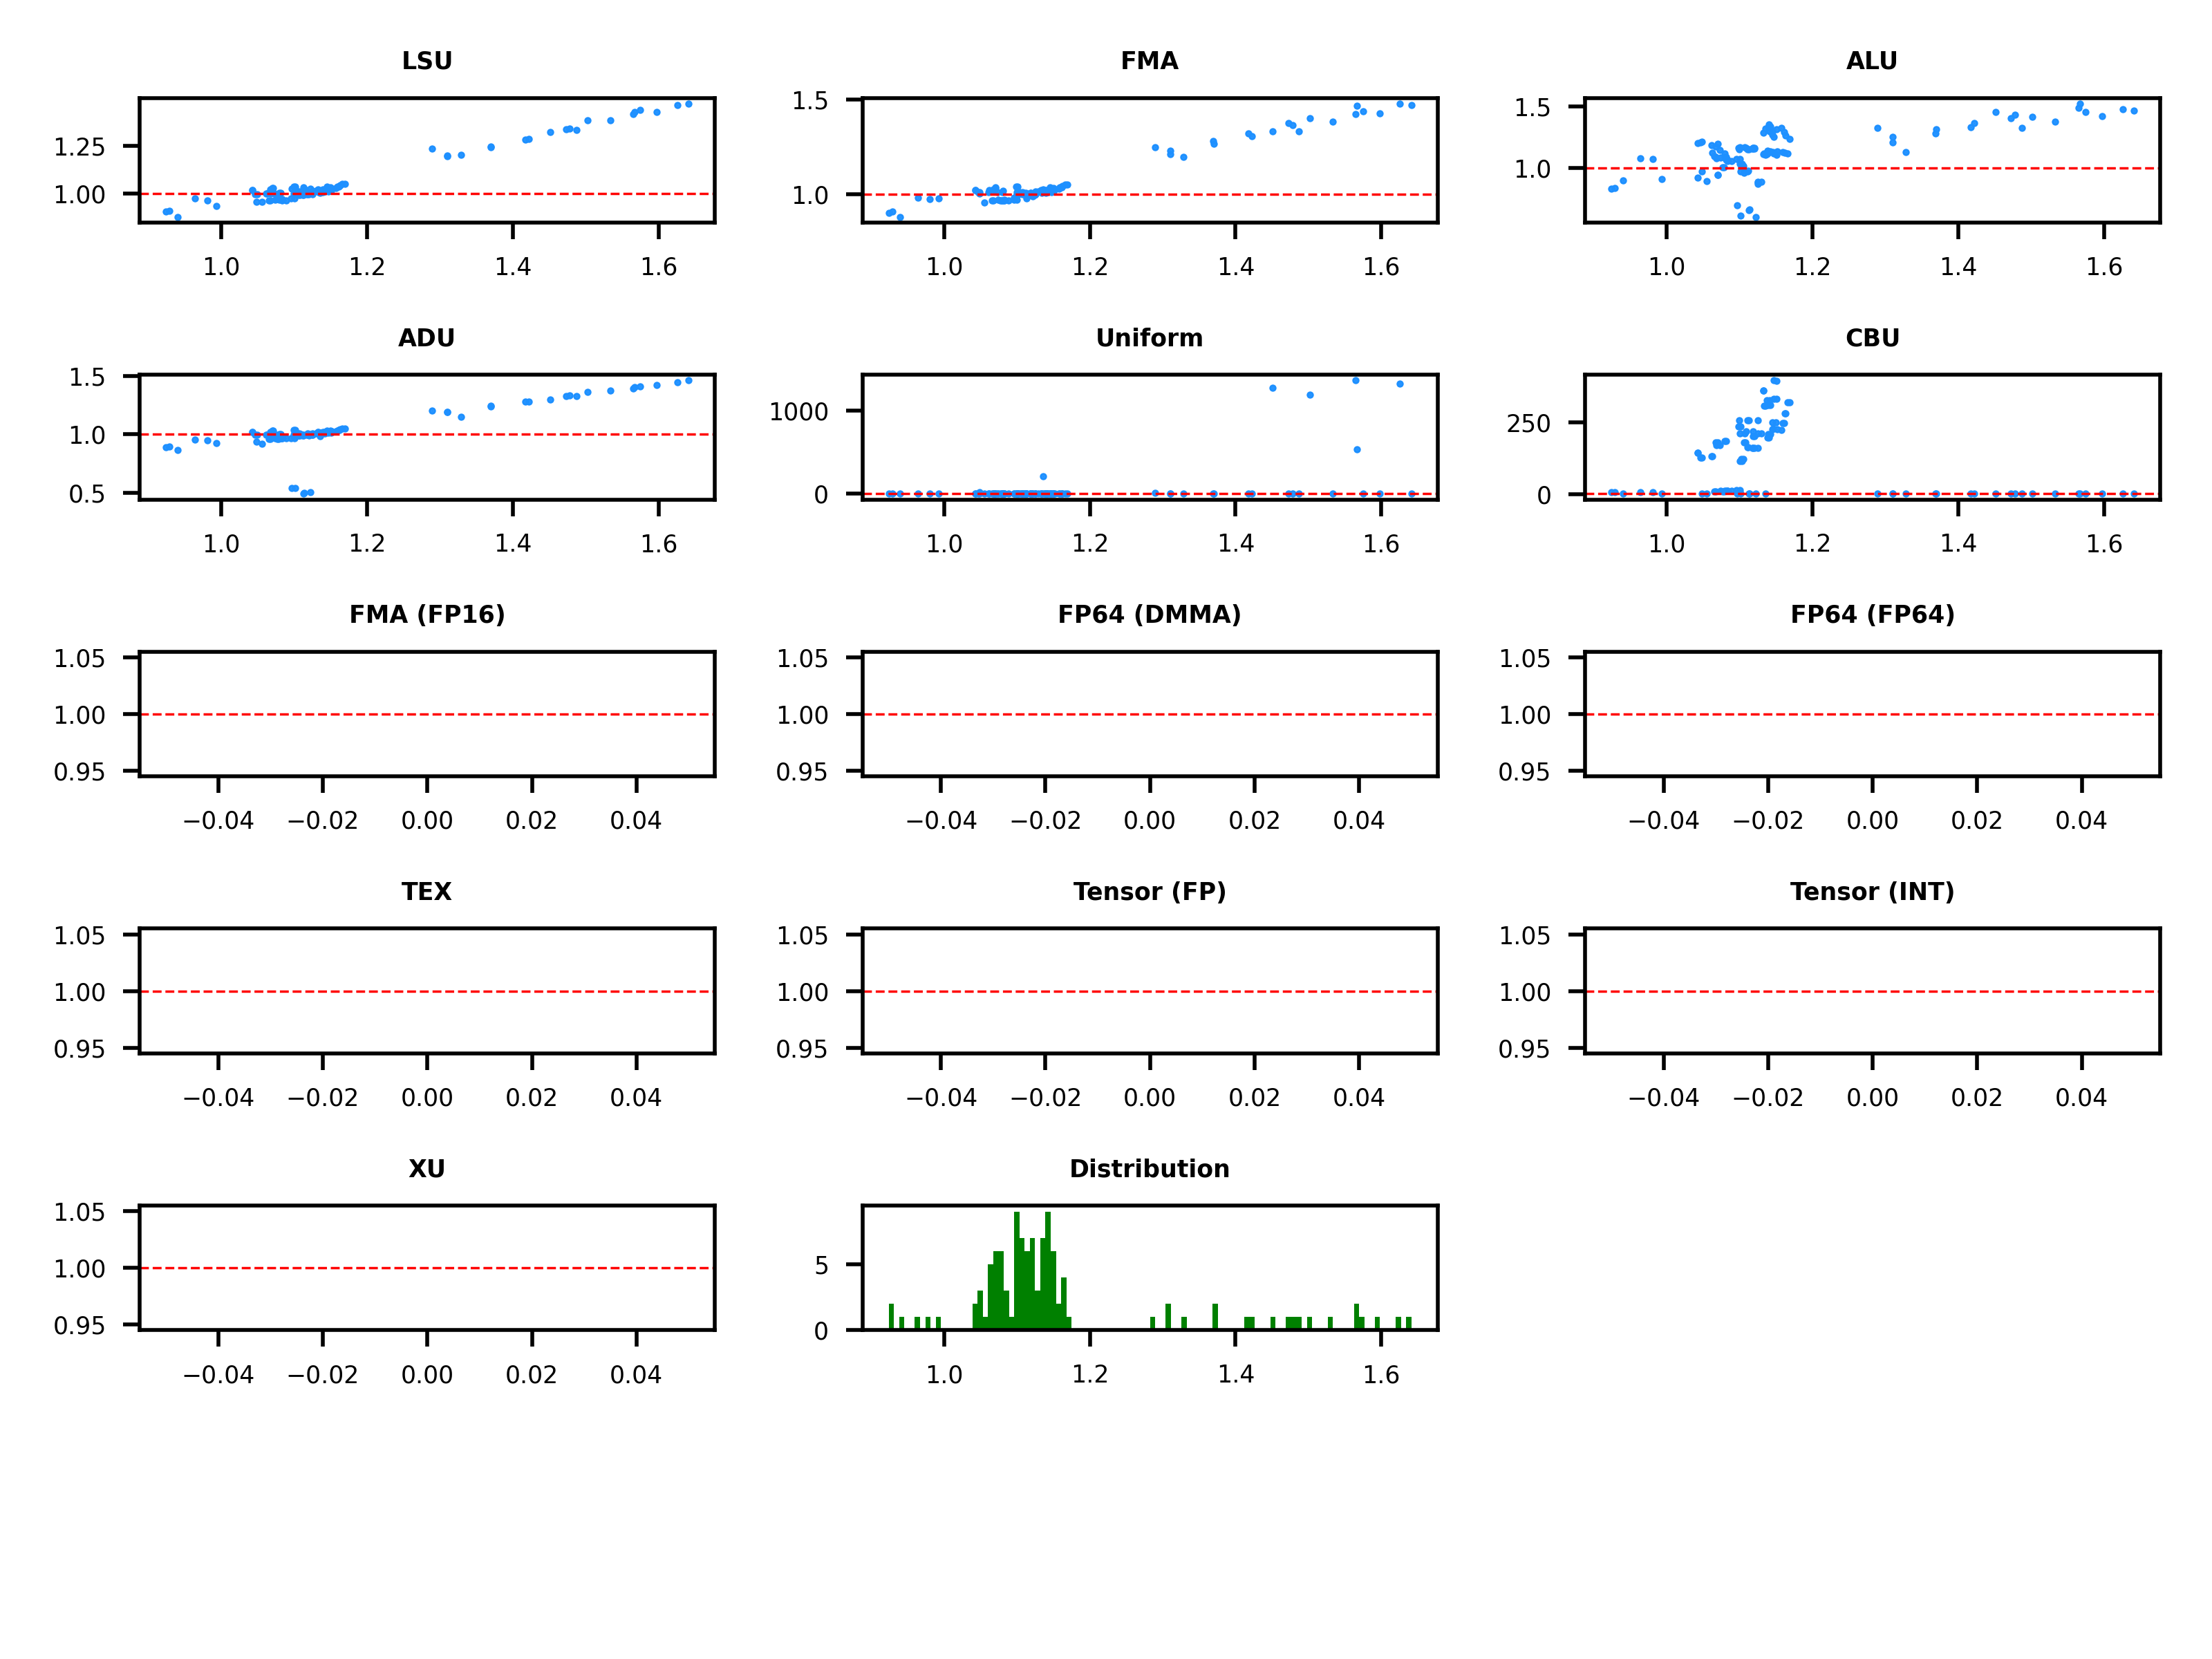 LSU FMA ALU
1.25 1.00 1.5 1.0 1.5 1.0
1.0 1.2 1.4 1.6 1.0 1.2 1.4 1.6 1.0 1.2 1.4 1.6
ADU Uniform CBU
1.5 1.0 0.5 1000 0 250 0
1.0 1.2 1.4 1.6 1.0 1.2 1.4 1.6 1.0 1.2 1.4 1.6
FMA (FP16) FP64 (DMMA) FP64 (FP64)
1.05 1.00 0.95 1.05 1.00 0.95 1.05 1.00 0.95
−0.04 −0.02 0.00 0.02 0.04 −0.04 −0.02 0.00 0.02 0.04 −0.04 −0.02 0.00 0.02 0.04
TEX Tensor (FP) Tensor (INT)
1.05 1.00 0.95 1.05 1.00 0.95 1.05 1.00 0.95
−0.04 −0.02 0.00 0.02 0.04 −0.04 −0.02 0.00 0.02 0.04 −0.04 −0.02 0.00 0.02 0.04
XU Distribution
1.05 1.00 0.95 5 0
−0.04 −0.02 0.00 0.02 0.04 1.0 1.2 1.4 1.6